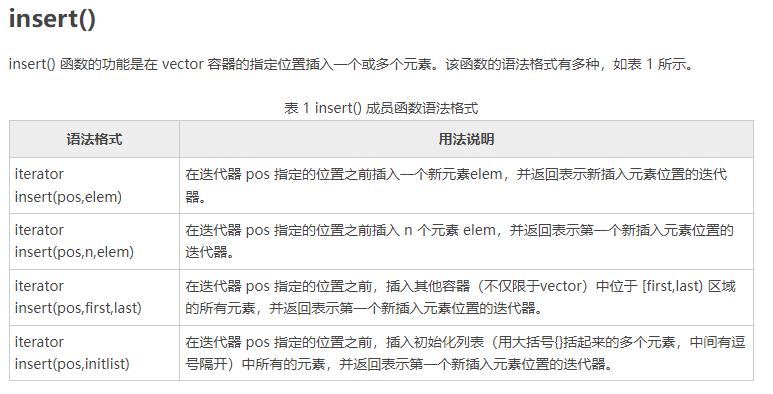 insert()
insert() 函数的功能是在 vector 容器的指定位置插入一个或多个元素。该函数的语法格式有多种，如表 1 所示。
表 1 insert() 成员函数语法格式
语法格式 用法说明
iterator
insert(pos,elem)
在迭代器 pos 指定的位置之前插入一个新元素elem，并返回表示新插入元素位置的迭代
器。
iterator
insert(pos,n,elem)
在迭代器 pos 指定的位置之前插入 n 个元素 elem，并返回表示第一个新插入元素位置的
迭代器。
iterator
insert(pos,first,last)
在迭代器 pos 指定的位置之前，插入其他容器（不仅限于vector）中位于 [first,last) 区域
的所有元素，并返回表示第一个新插入元素位置的迭代器。
iterator
insert(pos,initlist)
在迭代器 pos 指定的位置之前，插入初始化列表（用大括号{}括起来的多个元素，中间有逗
号隔开）中所有的元素，并返回表示第一个新插入元素位置的迭代器。